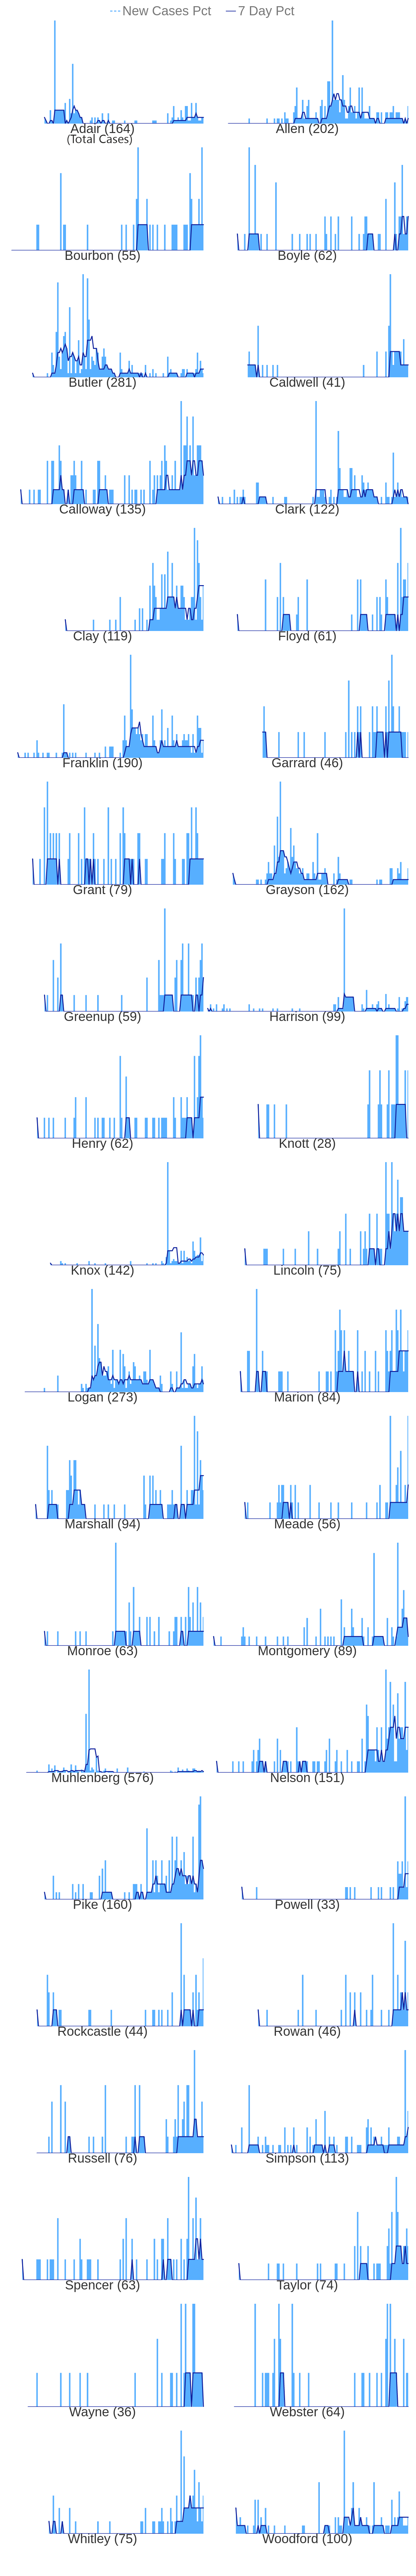 New Cases Pct 7 Day Pct
Adair (164) Allen (202)
(Total Cases)
Bourbon (55) Boyle (62)
Butler (281) Caldwell (41)
Calloway (135) Clark (122)
Clay (119) Floyd (61)
Franklin (190) Garrard (46)
Grant (79) Grayson (162)
Greenup (59) Harrison (99)
Henry (62) Knott (28)
Knox (142) Lincoln (75)
Logan (273) Marion (84)
Marshall (94) Meade (56)
Monroe (63) Montgomery (89)
Muhlenberg (576) Nelson (151)
Pike (160) Powell (33)
Rockcastle (44) Rowan (46)
Russell (76) Simpson (113)
Spencer (63) Taylor (74)
Wayne (36) Webster (64)
Whitley (75) Woodford (100)